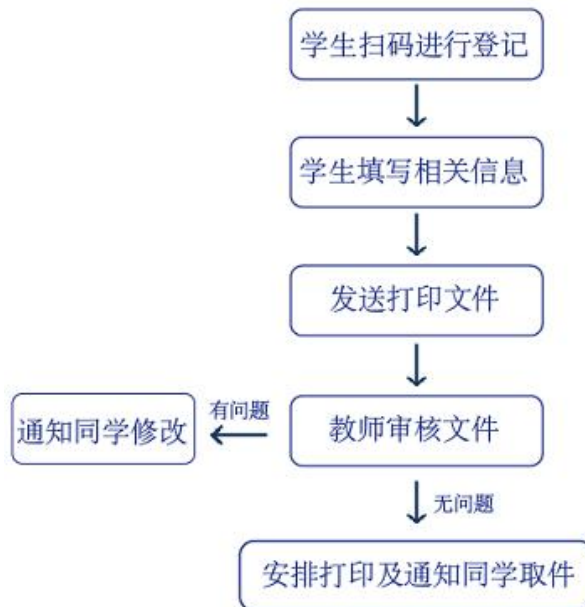 学生扫码进行登记
学生填写相关信息
发送打印文件
教师审核文件
有问题
通知同学修改
无问题
安排打印及通知同学取件